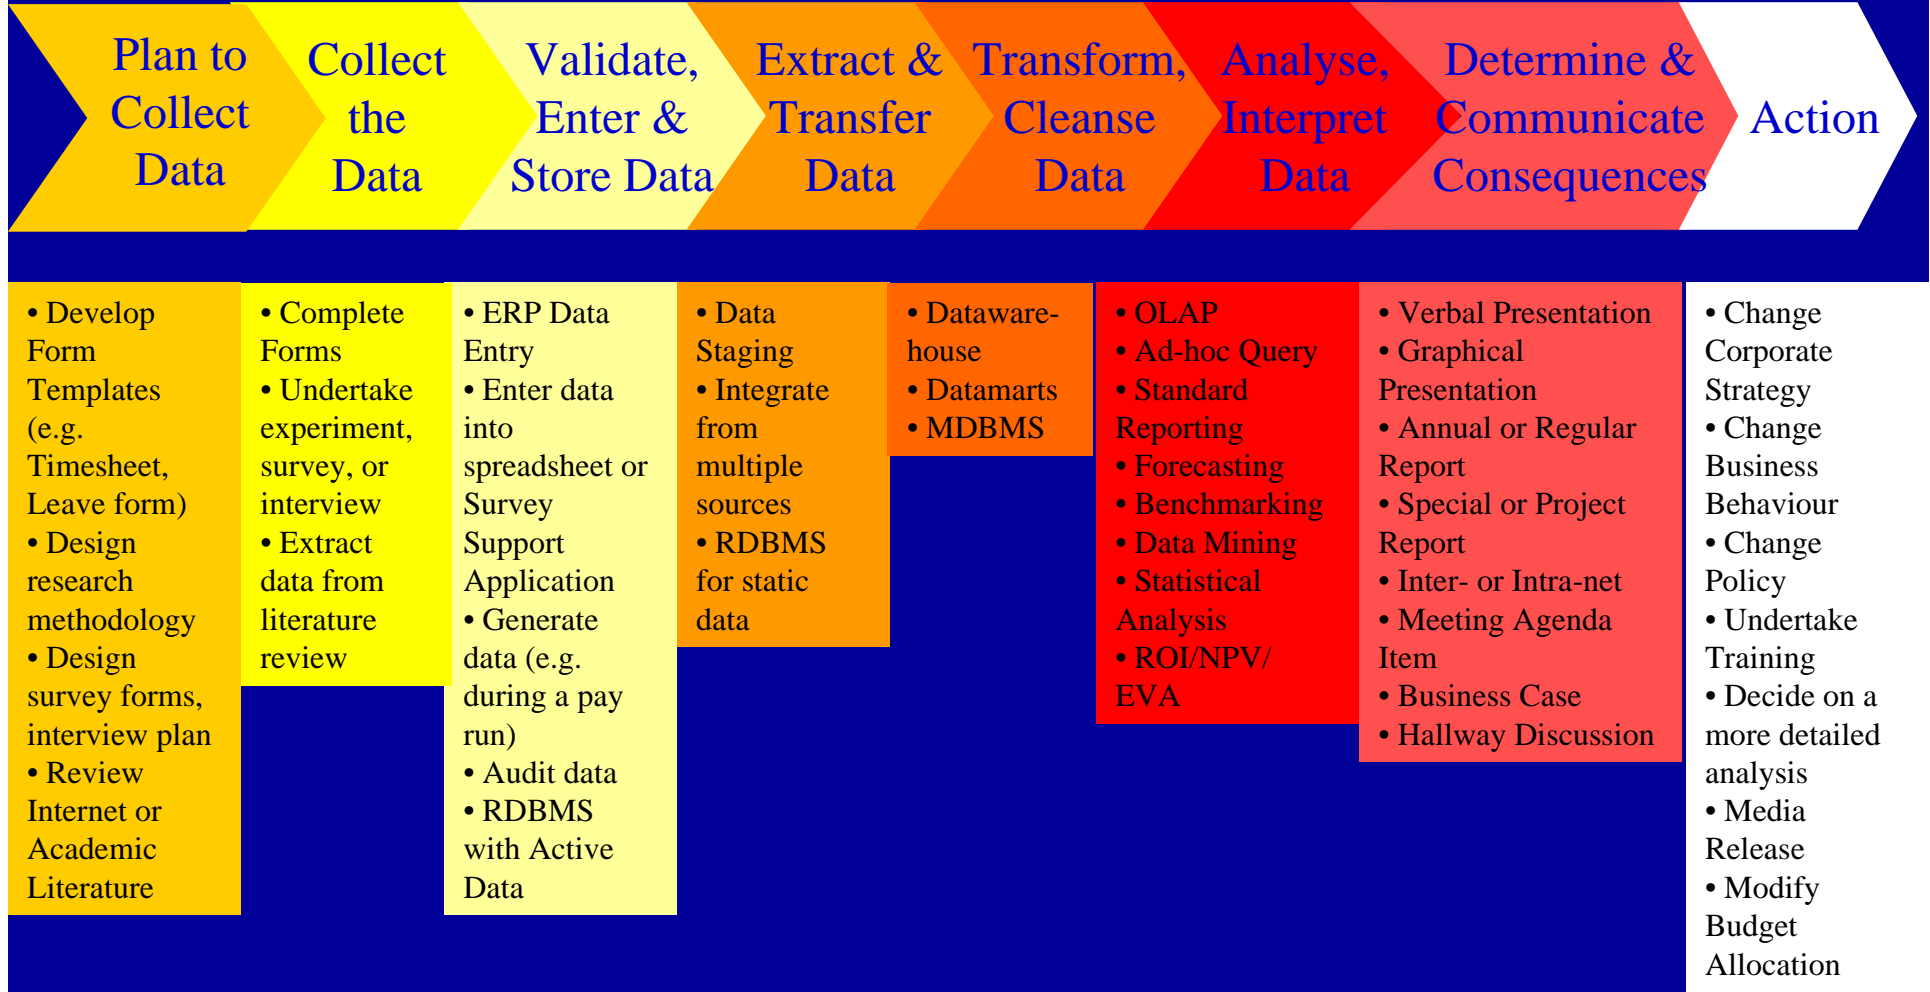 Plan to
Collect
Data
Collect
the
Data
Validate,
Enter &
Store Data
Extract &
Transfer
Data
Transform,
Cleanse
Data
Analyse,
Interpret
Data
Determine &
Communicate
Consequences
Action
• Develop
Form
Templates
(e.g.
Timesheet,
Leave form)
• Design
research
methodology
• Design
survey forms,
interview plan
• Review
Internet or
Academic
Literature
• Complete
Forms
• Undertake
experiment,
survey, or
interview
• Extract
data from
literature
review
• ERP Data
Entry
• Enter data
into
spreadsheet or
Survey
Support
Application
• Generate
data (e.g.
during a pay
run)
• Audit data
• RDBMS
with Active
Data
• Data
Staging
• Integrate
from
multiple
sources
• RDBMS
for static
data
• Dataware-
house
• Datamarts
• MDBMS
• OLAP
• Ad-hoc Query
• Standard
Reporting
• Forecasting
• Benchmarking
• Data Mining
• Statistical
Analysis
• ROI/NPV/
EVA
• Verbal Presentation
• Graphical
Presentation
• Annual or Regular
Report
• Special or Project
Report
• Inter- or Intra-net
• Meeting Agenda
Item
• Business Case
• Hallway Discussion
• Change
Corporate
Strategy
• Change
Business
Behaviour
• Change
Policy
• Undertake
Training
• Decide on a
more detailed
analysis
• Media
Release
• Modify
Budget
Allocation